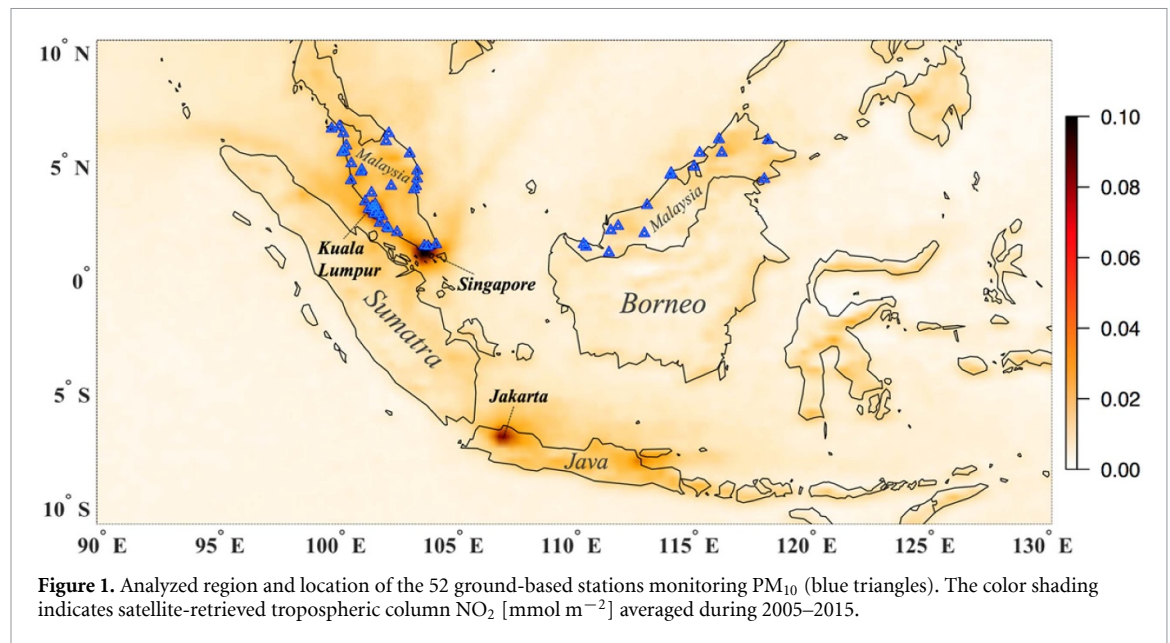 10° N
5° N
0°
5° S
10° S
90° E
95° E
100° E
105° E
110° E
115° E
120° E
125° E
130° E
Malaysia
Malaysia
Kuala
Lumpur
Singapore
Sumatra
Borneo
Jakarta
Java
0.10
0.08
0.06
0.04
0.02
0.00
Figure 1. Analyzed region and location of the 52 ground-based stations monitoring PM₁₀ (blue triangles). The color shading
indicates satellite-retrieved tropospheric column NO₂ [mmol m⁻²] averaged during 2005–2015.